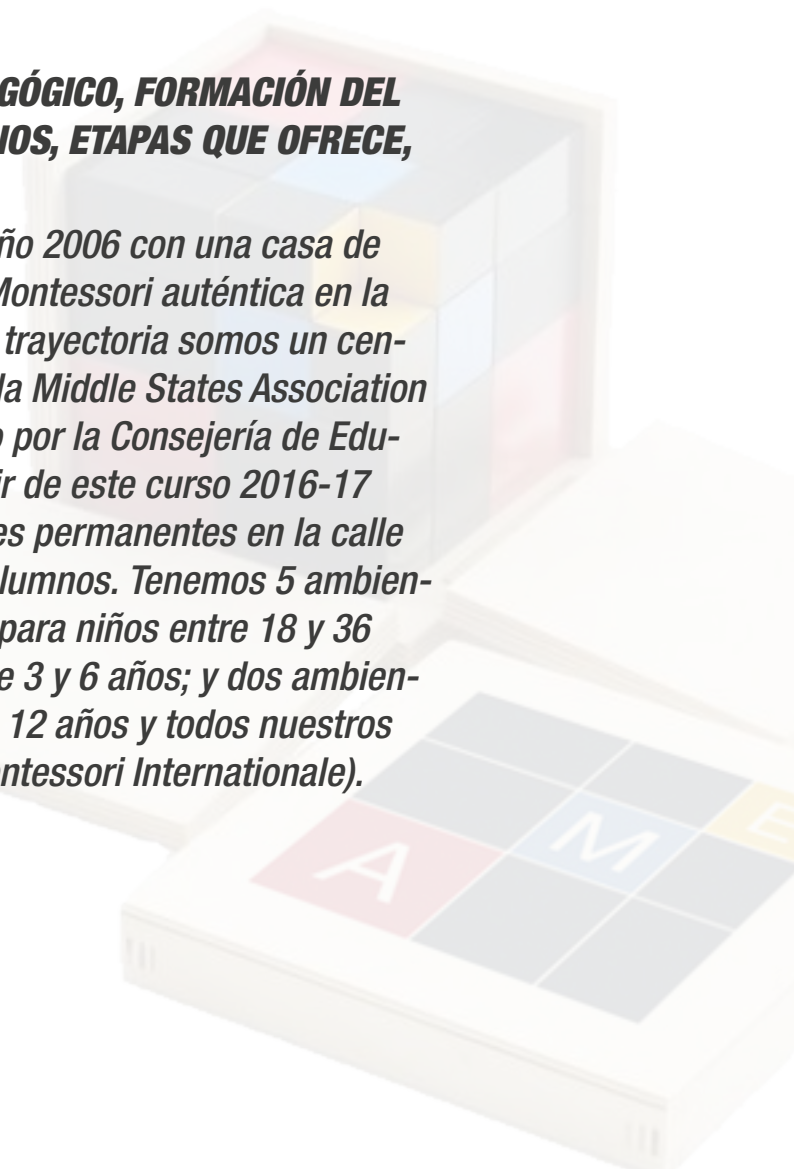 GÓGICO, FORMACIÓN DEL
IOS, ETAPAS QUE OFRECE,
ño 2006 con una casa de
Montessori auténtica en la
trayectoria somos un cen-
la Middle States Association
o por la Consejería de Edu-
ir de este curso 2016-17
es permanentes en la calle
lumnos. Tenemos 5 ambien-
para niños entre 18 y 36
e 3 y 6 años; y dos ambien-
12 años y todos nuestros
ntessori Internationale).
A M E